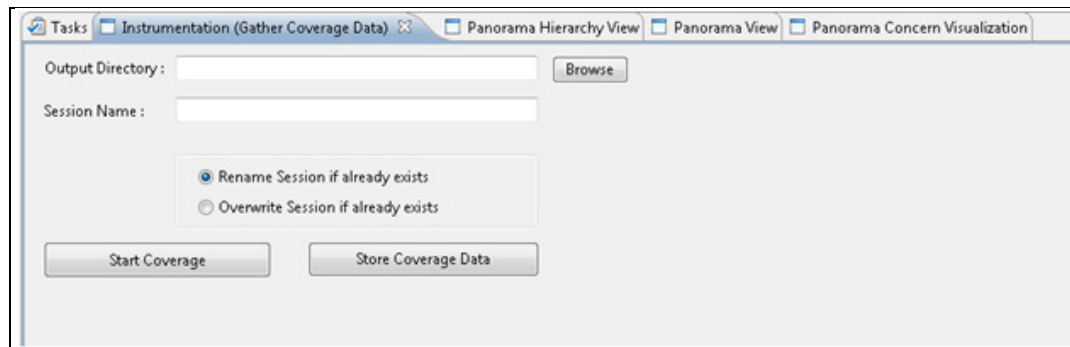 Tasks Instrumentation (Gather Coverage Data) Panorama Hierarchy View Panorama View Panorama Concern Visualization
Output Directory : Browse
Session Name :
Rename Session if already exists
Overwrite Session if already exists
Start Coverage Store Coverage Data